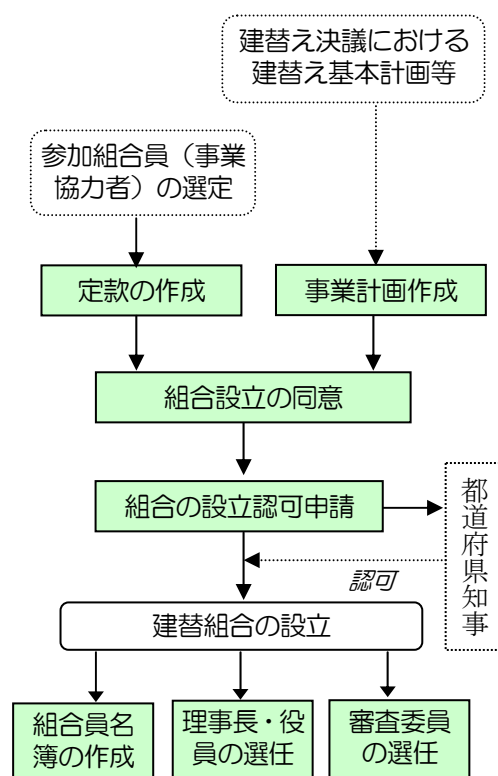 建替え決議における
建替え基本計画等
参加組合員（事業
協力者）の選定
定款の作成
事業計画作成
組合設立の同意
組合の設立認可申請
都道府県知事
認可
建替組合の設立
組合員名
簿の作成
理事長・役
員の選任
審査委員
の選任